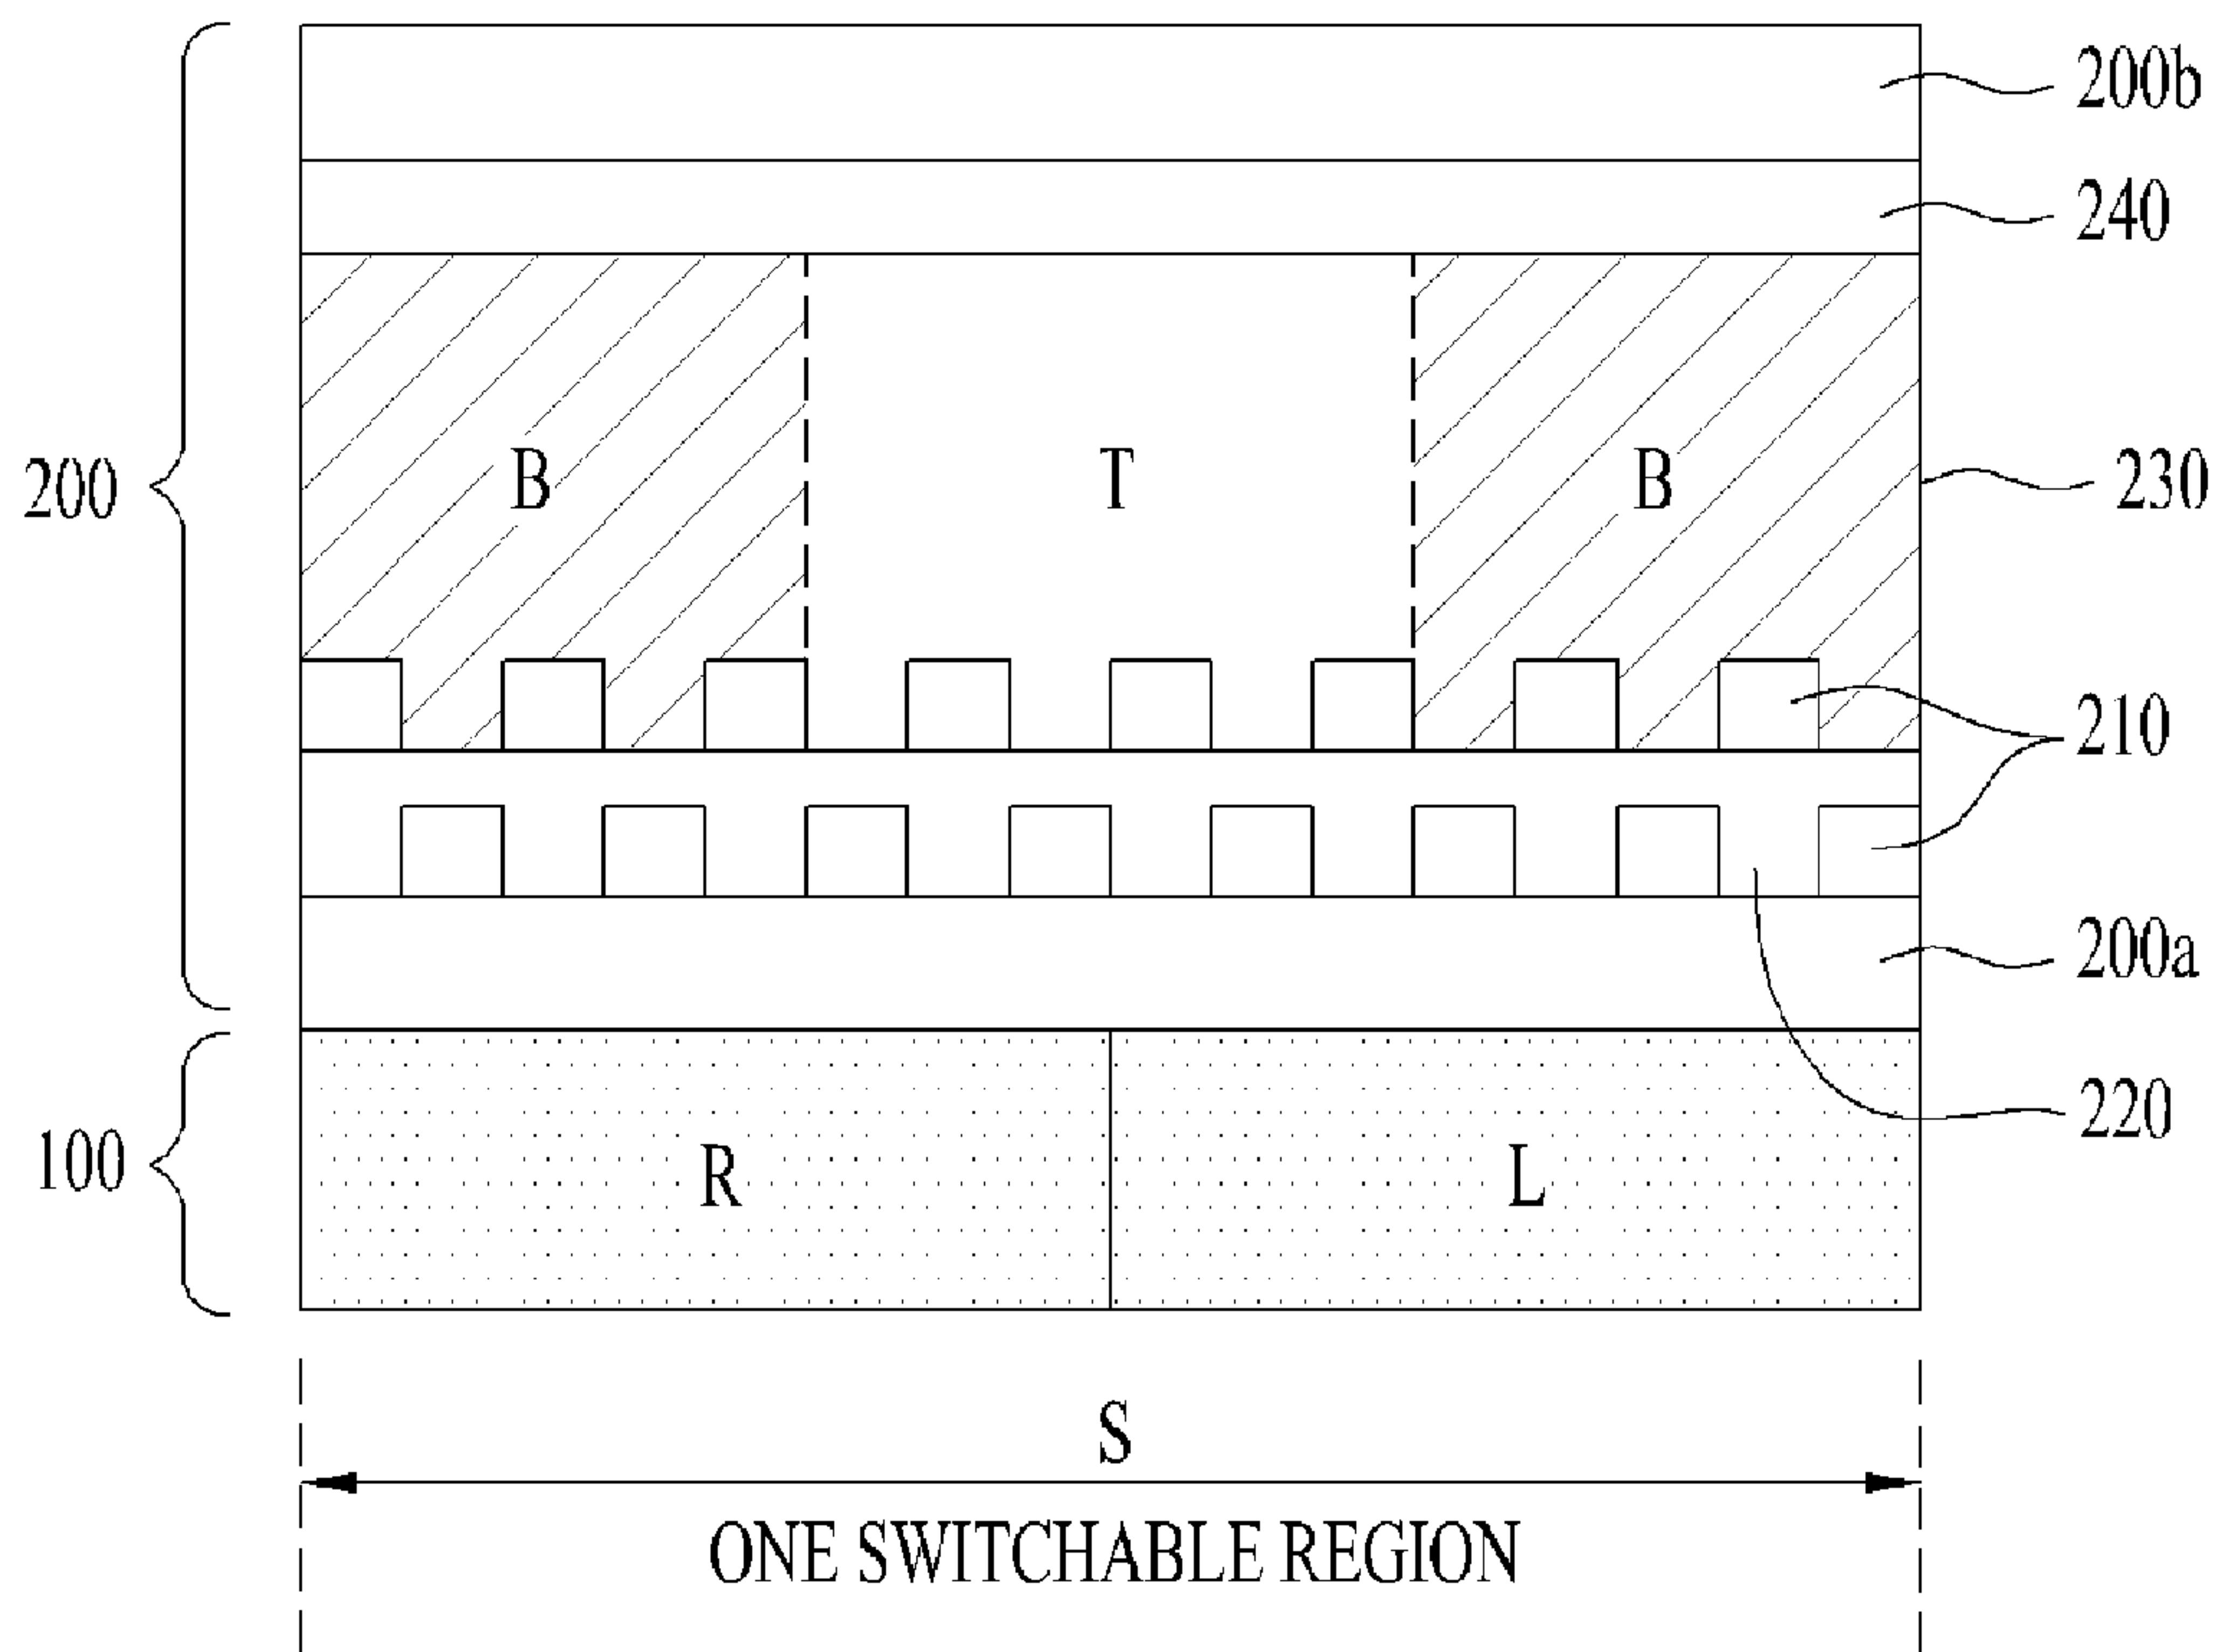 200b
240
B T B
200
230
210
200a
220
100
R L
S
ONE SWITCHABLE REGION